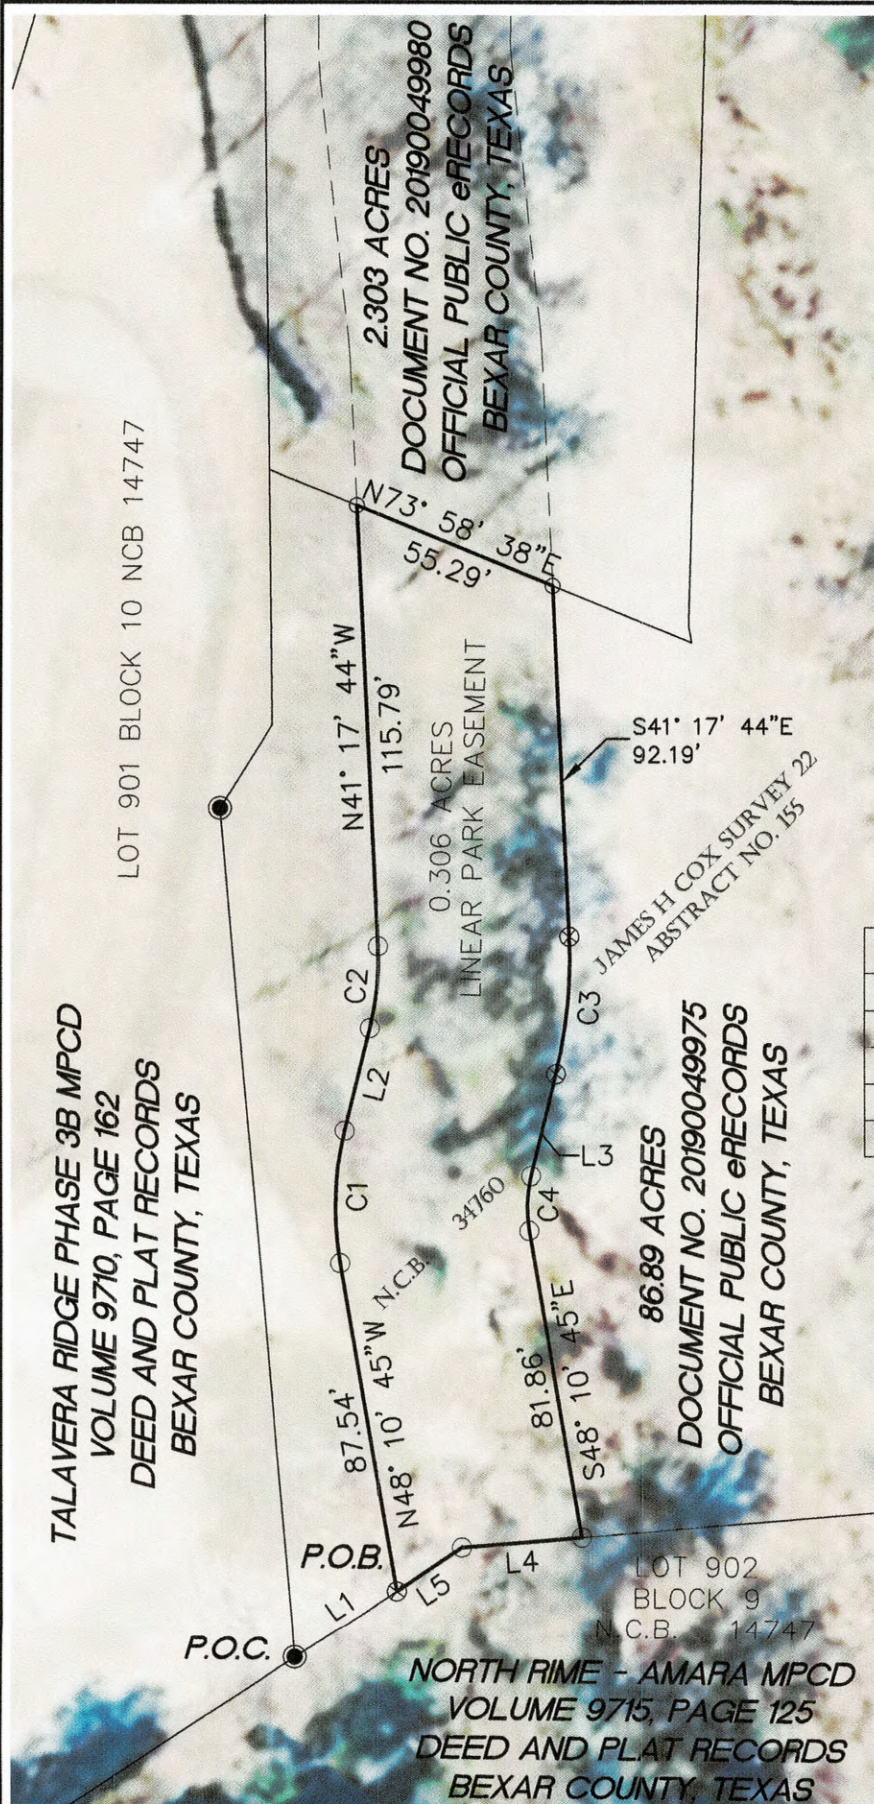 2.303 ACRES
DOCUMENT NO. 20190049980
OFFICIAL PUBLIC eRECORDS
BEXAR COUNTY, TEXAS
LOT 901 BLOCK 10 NCB 14747
N73° 58' 38"E
55.29'
N41° 17' 44"W
115.79'
0.306 ACRES
LINEAR PARK EASEMENT
S41° 17' 44"E
92.19'
JAMES H COX SURVEY 22
ABSTRACT NO. 155
C2
L2
C1
C3
L3
C4
TALAVERA RIDGE PHASE 3B MPCD
VOLUME 9710, PAGE 162
DEED AND PLAT RECORDS
BEXAR COUNTY, TEXAS
N.C.B. 34760
87.54'
N48° 10' 45"W
81.86'
S48° 10' 45"E
86.89 ACRES
DOCUMENT NO. 20190049975
OFFICIAL PUBLIC eRECORDS
BEXAR COUNTY, TEXAS
P.O.B.
L5
L4
L1
P.O.C.
LOT 902
BLOCK 9
N.C.B. 14747
NORTH RIME - AMARA MPCD
VOLUME 9715, PAGE 125
DEED AND PLAT RECORDS
BEXAR COUNTY, TEXAS